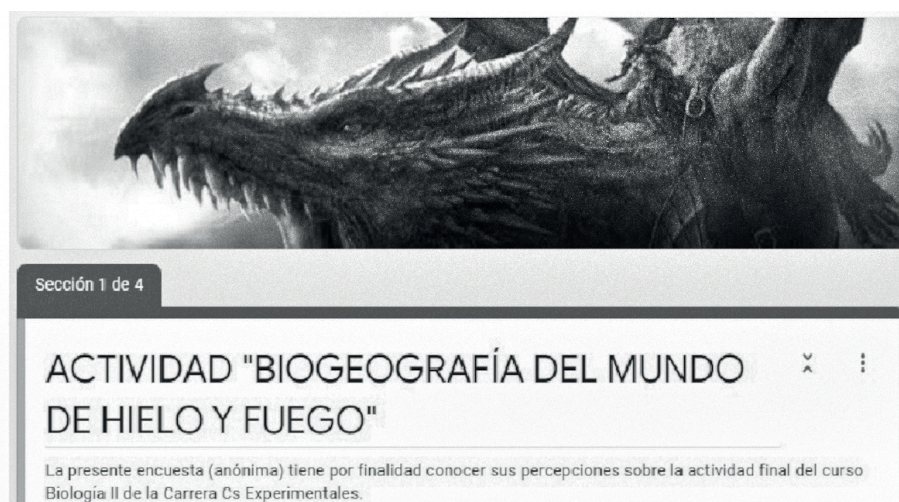 Sección 1 de 4
ACTIVIDAD "BIOGEOGRAFÍA DEL MUNDO
DE HIELO Y FUEGO"
La presente encuesta (anónima) tiene por finalidad conocer sus percepciones sobre la actividad final del curso
Biología II de la Carrera Cs Experimentales.